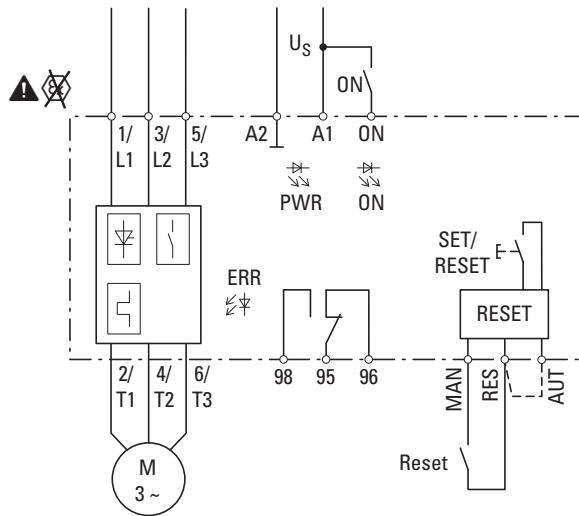 U_S
ON
1/ 3/ 5/ A2 A1 ON
L1 L2 L3
PWR ON
SET/
RESET
ERR
RESET
2/ 4/ 6/ 98 95 96 MAN RES AUT
T1 T2 T3
Reset
M
3 ~
Ex